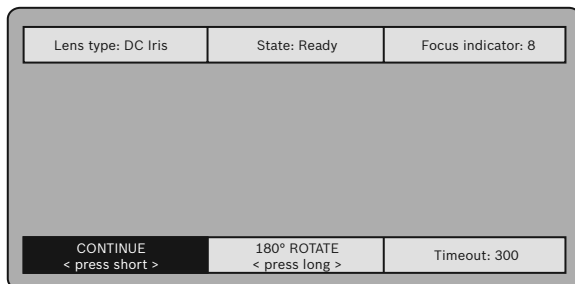 Lens type: DC Iris
State: Ready
Focus indicator: 8
CONTINUE
< press short >
180° ROTATE
< press long >
Timeout: 300